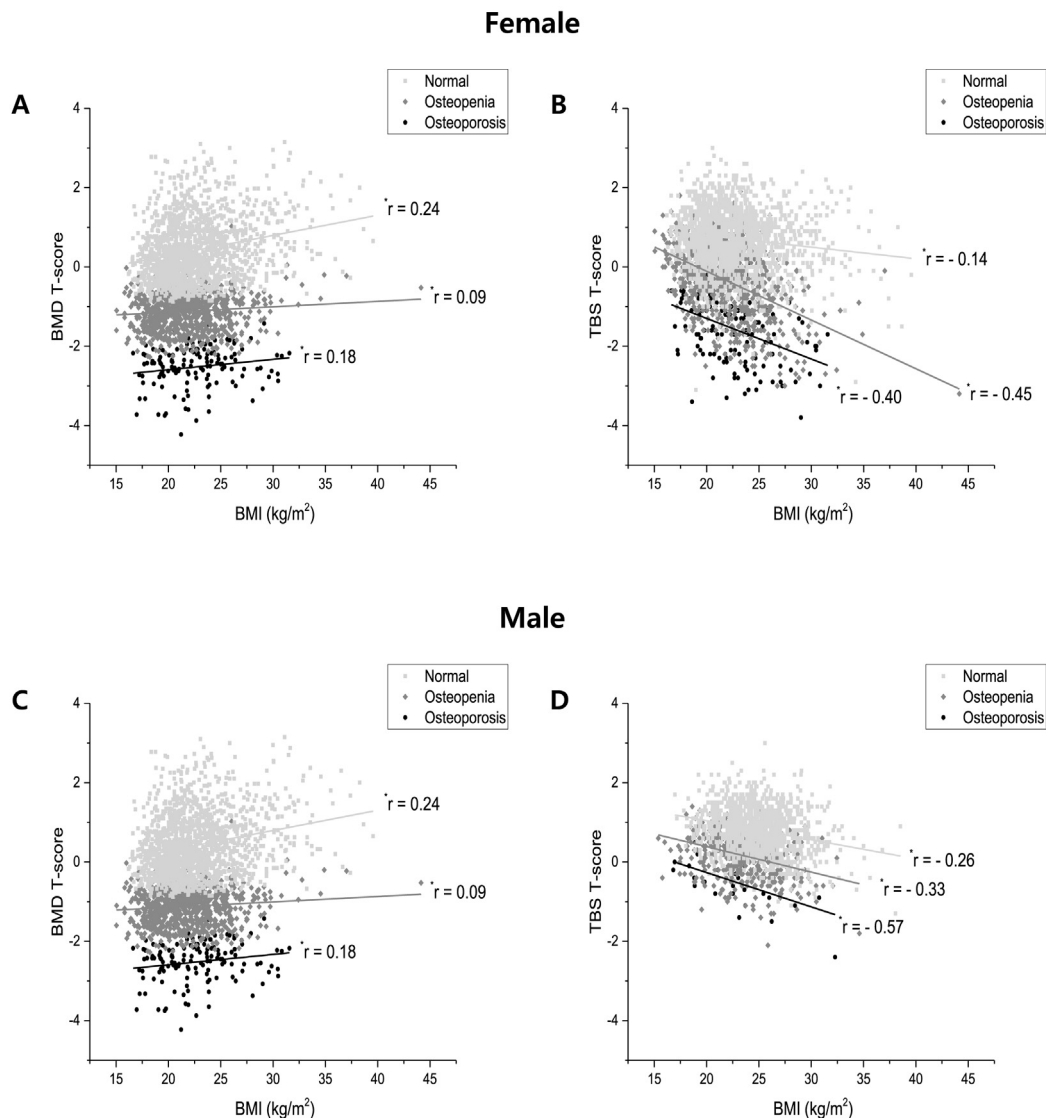 Female
A
Normal
Osteopenia
Osteoporosis
4
2
0
-2
-4
BMD T-score
*r = 0.24
*r = 0.09
*r = 0.18
15 20 25 30 35 40 45
BMI (kg/m²)
B
Normal
Osteopenia
Osteoporosis
4
2
0
-2
-4
TBS T-score
*r = - 0.14
*r = - 0.40
*r = - 0.45
15 20 25 30 35 40 45
BMI (kg/m²)
Male
C
Normal
Osteopenia
Osteoporosis
4
2
0
-2
-4
BMD T-score
*r = 0.24
*r = 0.09
*r = 0.18
15 20 25 30 35 40 45
BMI (kg/m²)
D
Normal
Osteopenia
Osteoporosis
4
2
0
-2
-4
TBS T-score
*r = - 0.26
*r = - 0.33
*r = - 0.57
15 20 25 30 35 40 45
BMI (kg/m²)